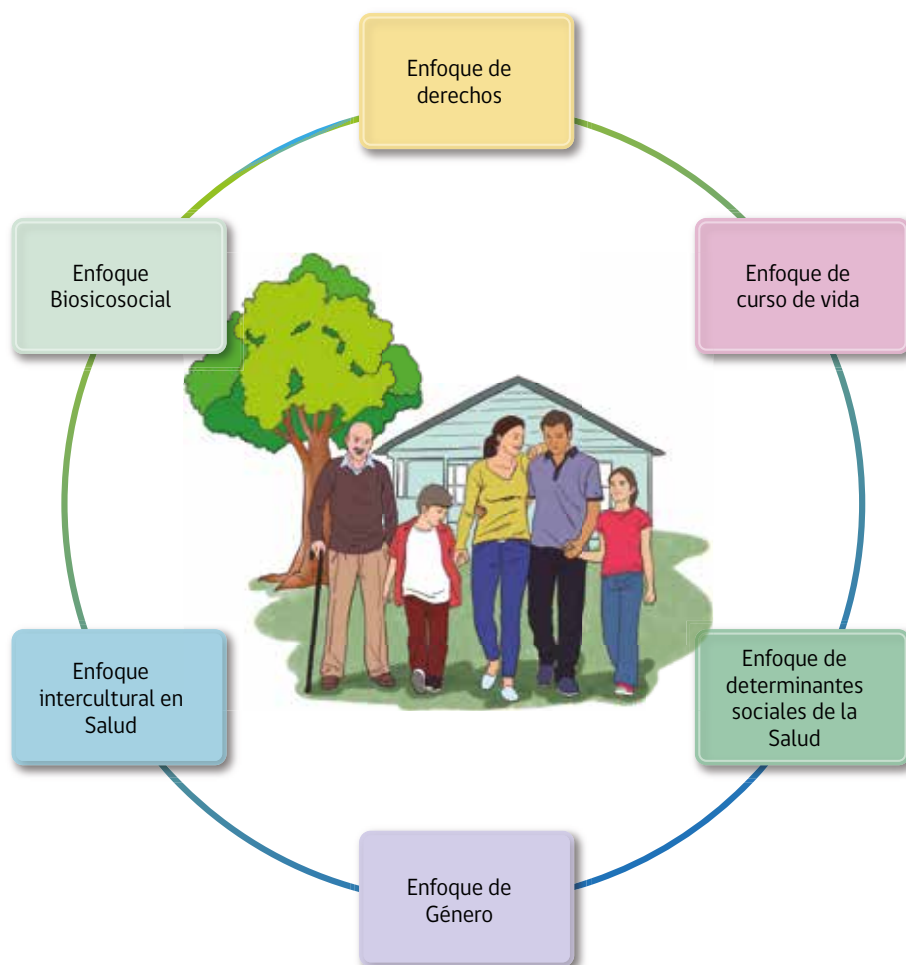 Enfoque de
derechos
Enfoque
Biosicosocial
Enfoque de
curso de vida
Enfoque
intercultural en
Salud
Enfoque de
determinantes
sociales de la
Salud
Enfoque de
Género